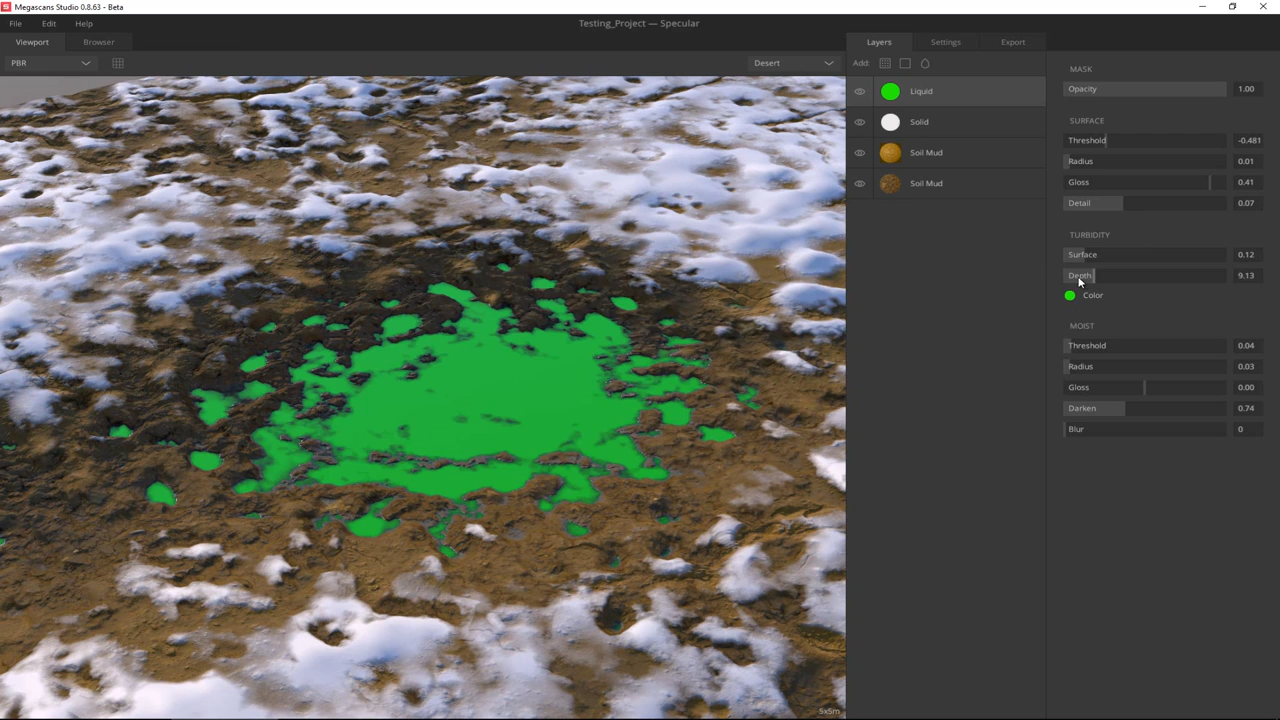 Megascans Studio 0.8.63 - Beta
File Edit Help
Testing_Project — Specular
Viewport Browser
Layers Settings Export
PBR
Desert
Add:
Liquid
Solid
Soil Mud
Soil Mud
MASK
Opacity 1.00
SURFACE
Threshold -0.481
Radius 0.01
Gloss 0.41
Detail 0.07
TURBIDITY
Surface 0.12
Depth 9.13
Color
MOIST
Threshold 0.04
Radius 0.03
Gloss 0.00
Darken 0.74
Blur 0
5x5m